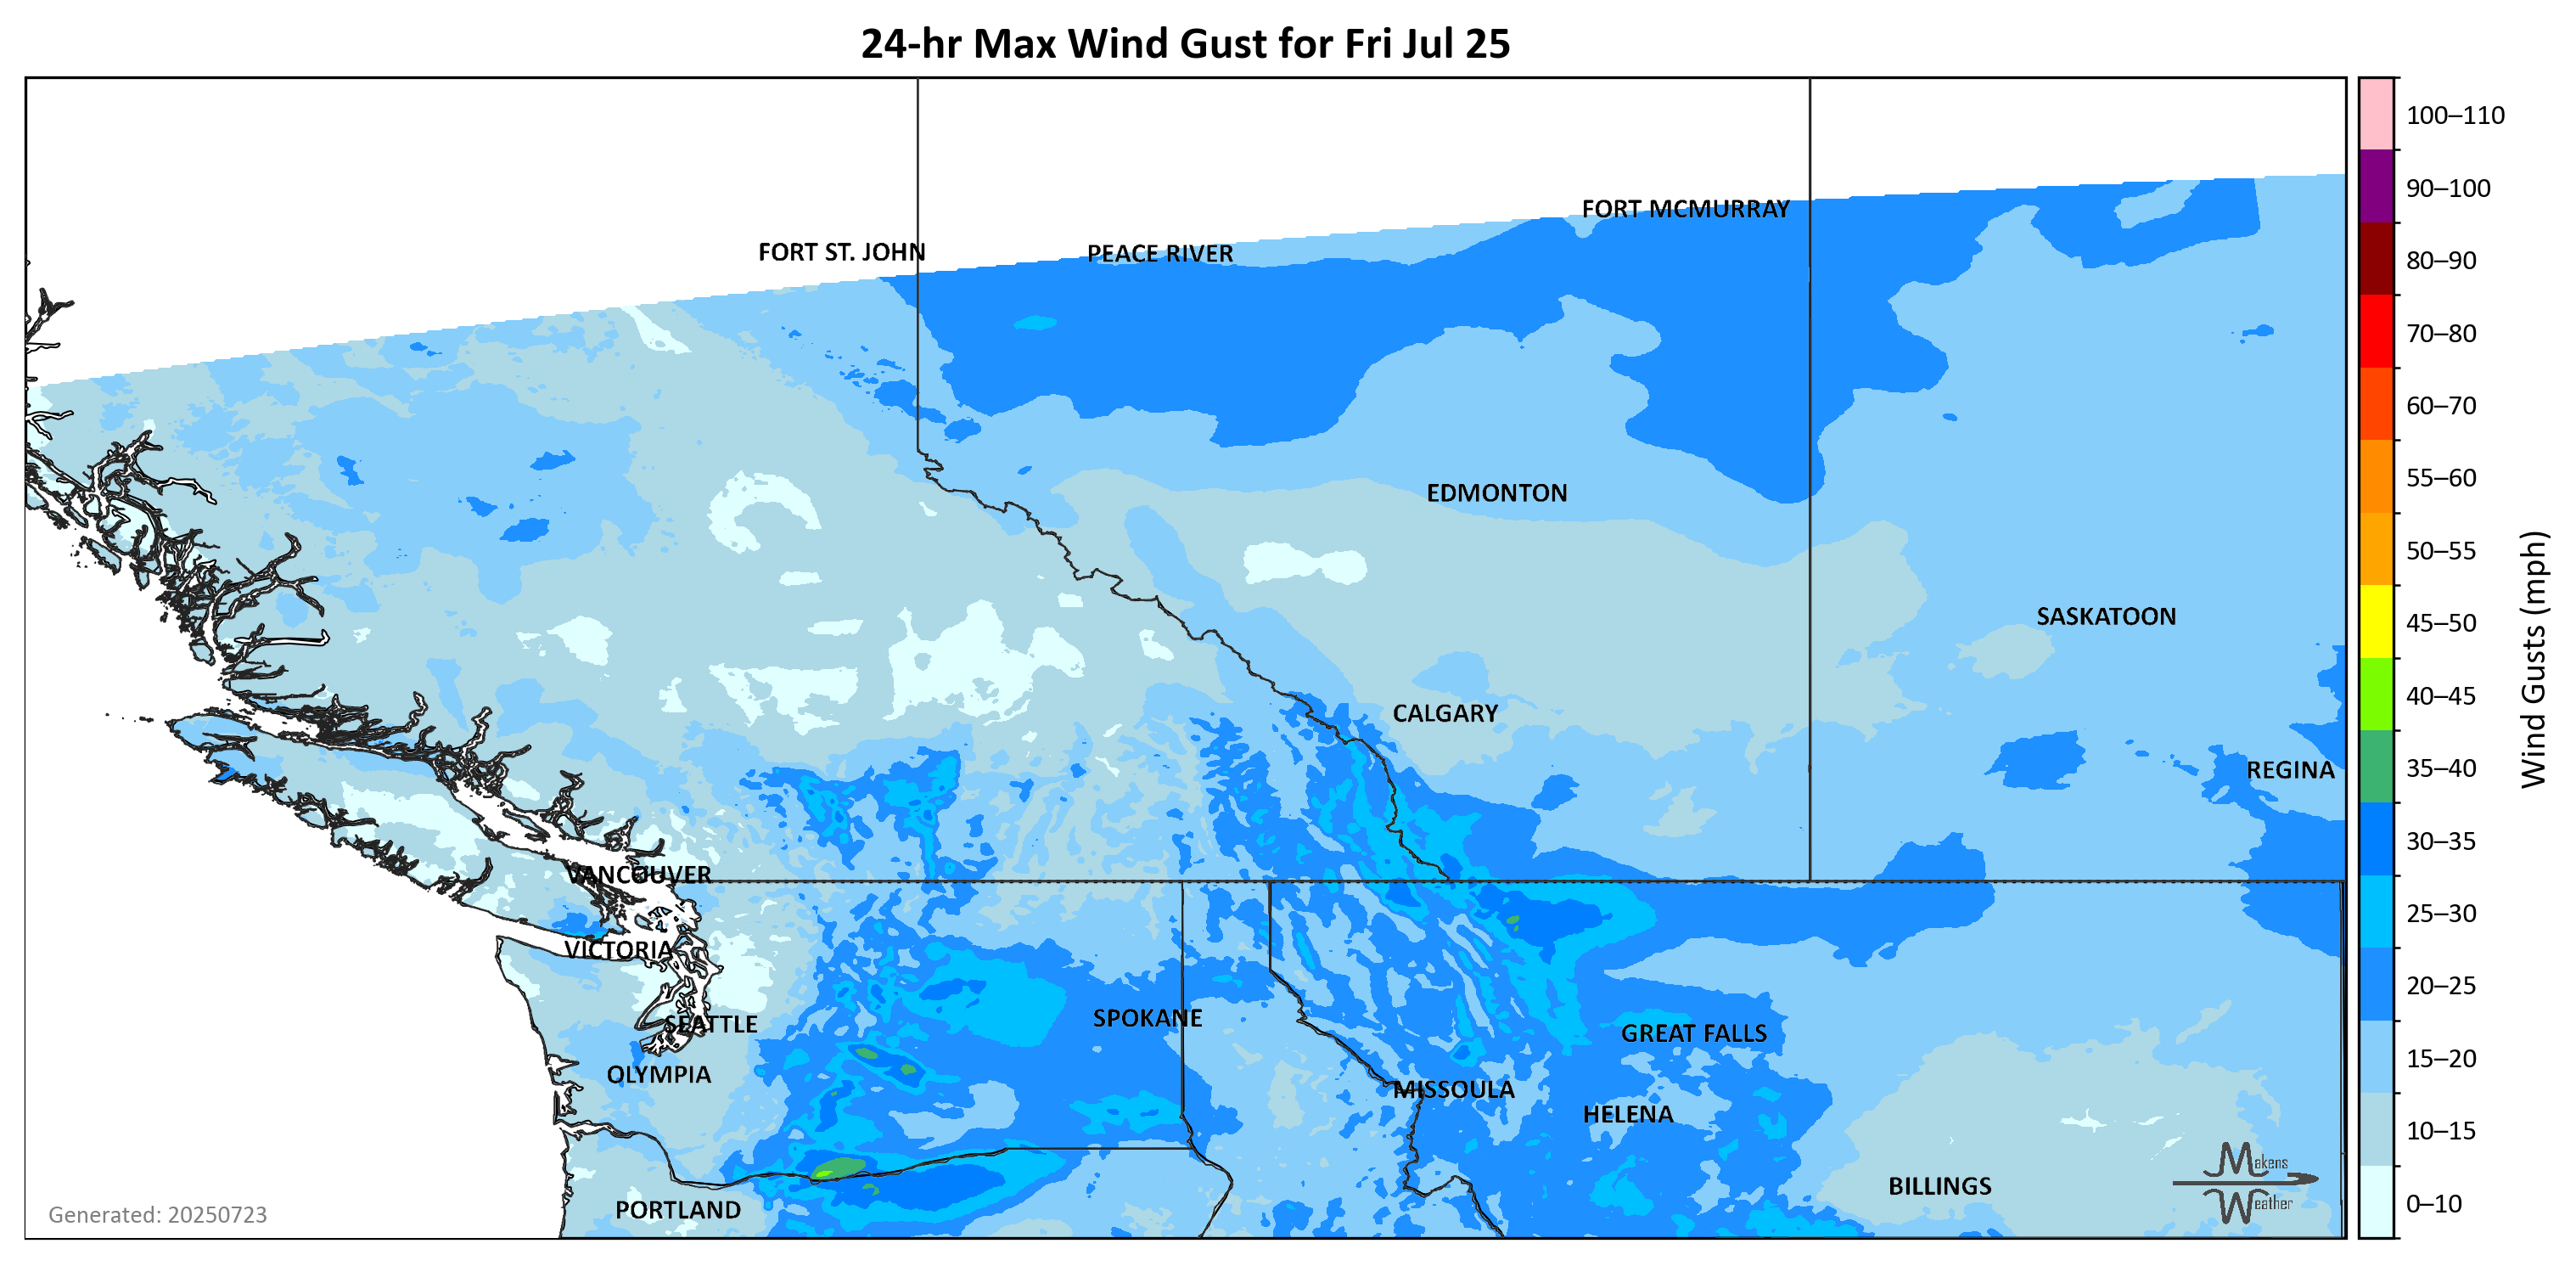 24-hr Max Wind Gust for Fri Jul 25
100–110
90–100
80–90
70–80
60–70
55–60
50–55
45–50
40–45
35–40
30–35
25–30
20–25
15–20
10–15
0–10
Wind Gusts (mph)
FORT MCMURRAY
FORT ST. JOHN
PEACE RIVER
EDMONTON
SASKATOON
CALGARY
REGINA
VANCOUVER
VICTORIA
SPOKANE
SEATTLE
GREAT FALLS
OLYMPIA
MISSOULA
HELENA
BILLINGS
PORTLAND
Makens
Weather
Generated: 20250723